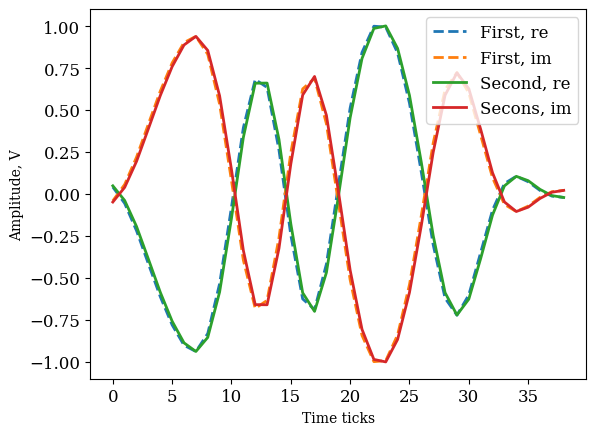 1.00
0.75
0.50
0.25
0.00
−0.25
−0.50
−0.75
−1.00
Amplitude, V
First, re
First, im
Second, re
Secons, im
0 5 10 15 20 25 30 35
Time ticks